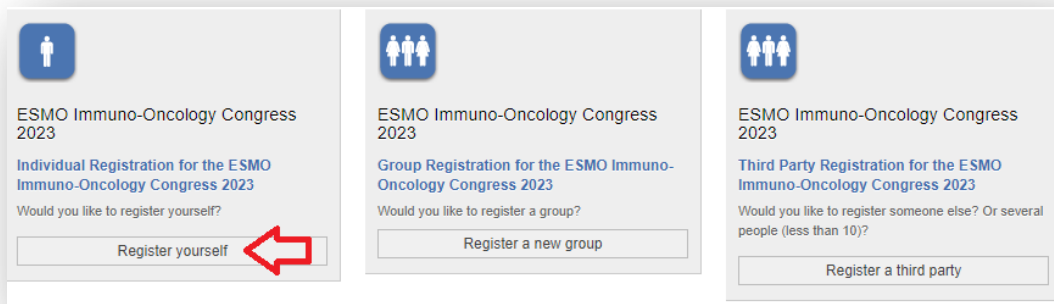 ESMO Immuno-Oncology Congress
2023
Individual Registration for the ESMO
Immuno-Oncology Congress 2023
Would you like to register yourself?
Register yourself
ESMO Immuno-Oncology Congress
2023
Group Registration for the ESMO Immuno-
Oncology Congress 2023
Would you like to register a group?
Register a new group
ESMO Immuno-Oncology Congress
2023
Third Party Registration for the ESMO
Immuno-Oncology Congress 2023
Would you like to register someone else? Or several
people (less than 10)?
Register a third party